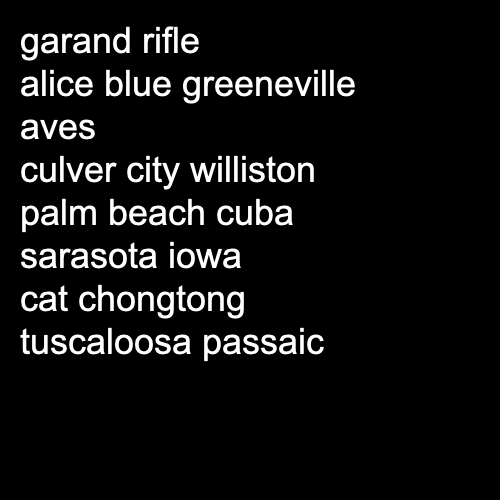 garand rifle
alice blue greeneville
aves
culver city williston
palm beach cuba
sarasota iowa
cat chongtong
tuscaloosa passaic